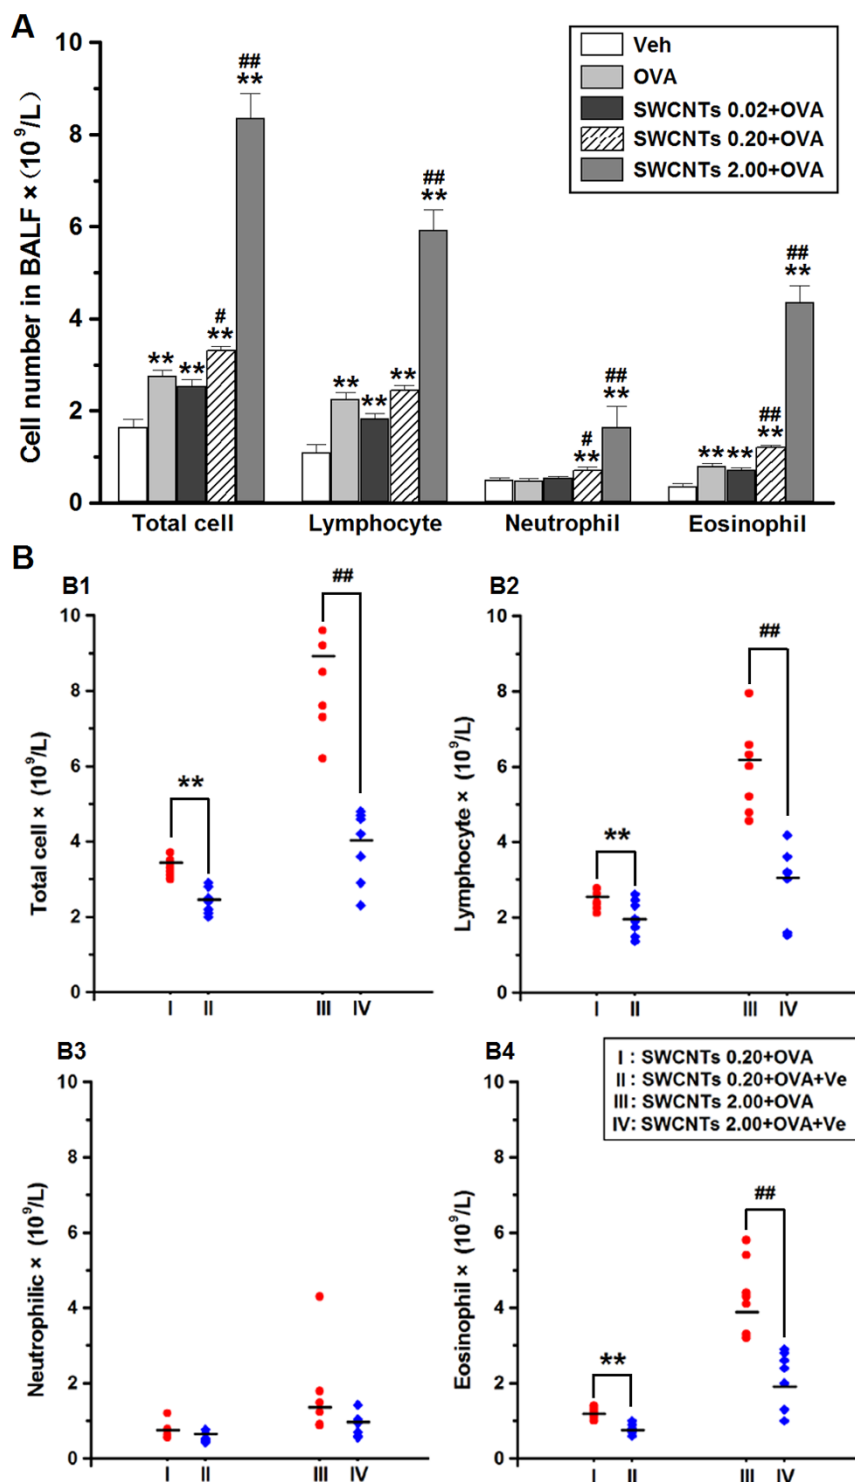 A
Cell number in BALF × (10⁹/L)
10
8
6
4
2
0
Veh
OVA
SWCNTs 0.02+OVA
SWCNTs 0.20+OVA
SWCNTs 2.00+OVA
** ** # ** ## **
** ** ** ## **
# ** ## **
** ** ## ** ## **
Total cell Lymphocyte Neutrophil Eosinophil
B
B1
Total cell × (10⁹/L)
10
8
6
4
2
0
**
##
I II III IV
B2
Lymphocyte × (10⁹/L)
10
8
6
4
2
0
**
##
I II III IV
B3
Neutrophilic × (10⁹/L)
10
8
6
4
2
0
I II III IV
B4
I : SWCNTs 0.20+OVA
II : SWCNTs 0.20+OVA+Ve
III : SWCNTs 2.00+OVA
IV: SWCNTs 2.00+OVA+Ve
Eosinophil × (10⁹/L)
10
8
6
4
2
0
**
##
I II III IV